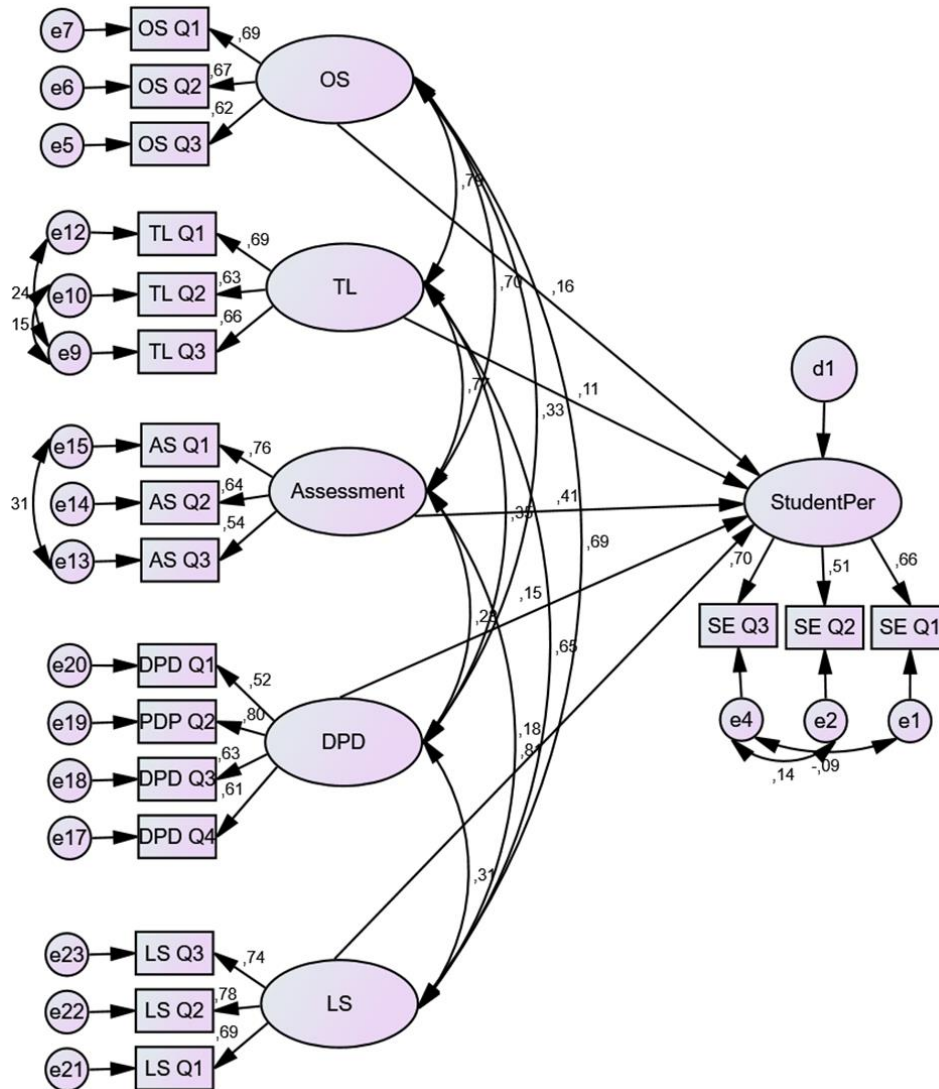 e7
OS Q1
,69
OS
e6
OS Q2
,67
e5
OS Q3
,62
e12
TL Q1
,69
TL
e10
TL Q2
,63
e9
TL Q3
,66
24
15
e15
AS Q1
,76
Assessment
e14
AS Q2
,64
e13
AS Q3
,54
31
e20
DPD Q1
,52
DPD
e19
PDP Q2
,80
e18
DPD Q3
,63
e17
DPD Q4
,61
e23
LS Q3
,74
LS
e22
LS Q2
,78
e21
LS Q1
,69
,70
,16
,11
,33
,41
,69
,15
,65
,18
,31
d1
StudentPer
,70
,51
,66
SE Q3
SE Q2
SE Q1
e4
e2
e1
,14
-,09